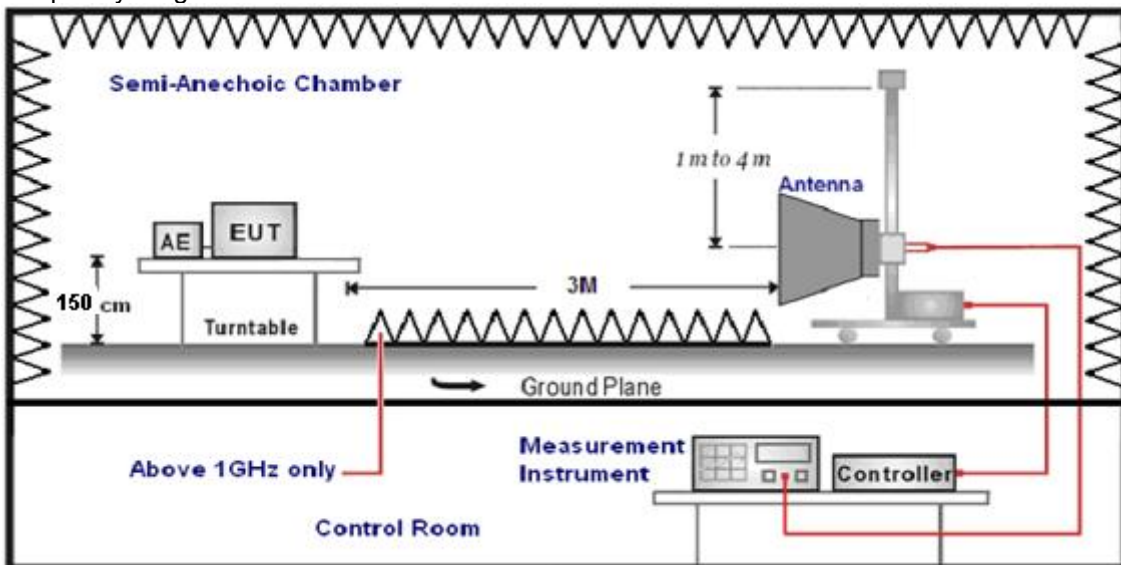 Semi-Anechoic Chamber
1 m to 4 m
Antenna
AE
EUT
3M
150 cm
Turntable
Ground Plane
Above 1GHz only
Measurement
Instrument
Controller
Control Room